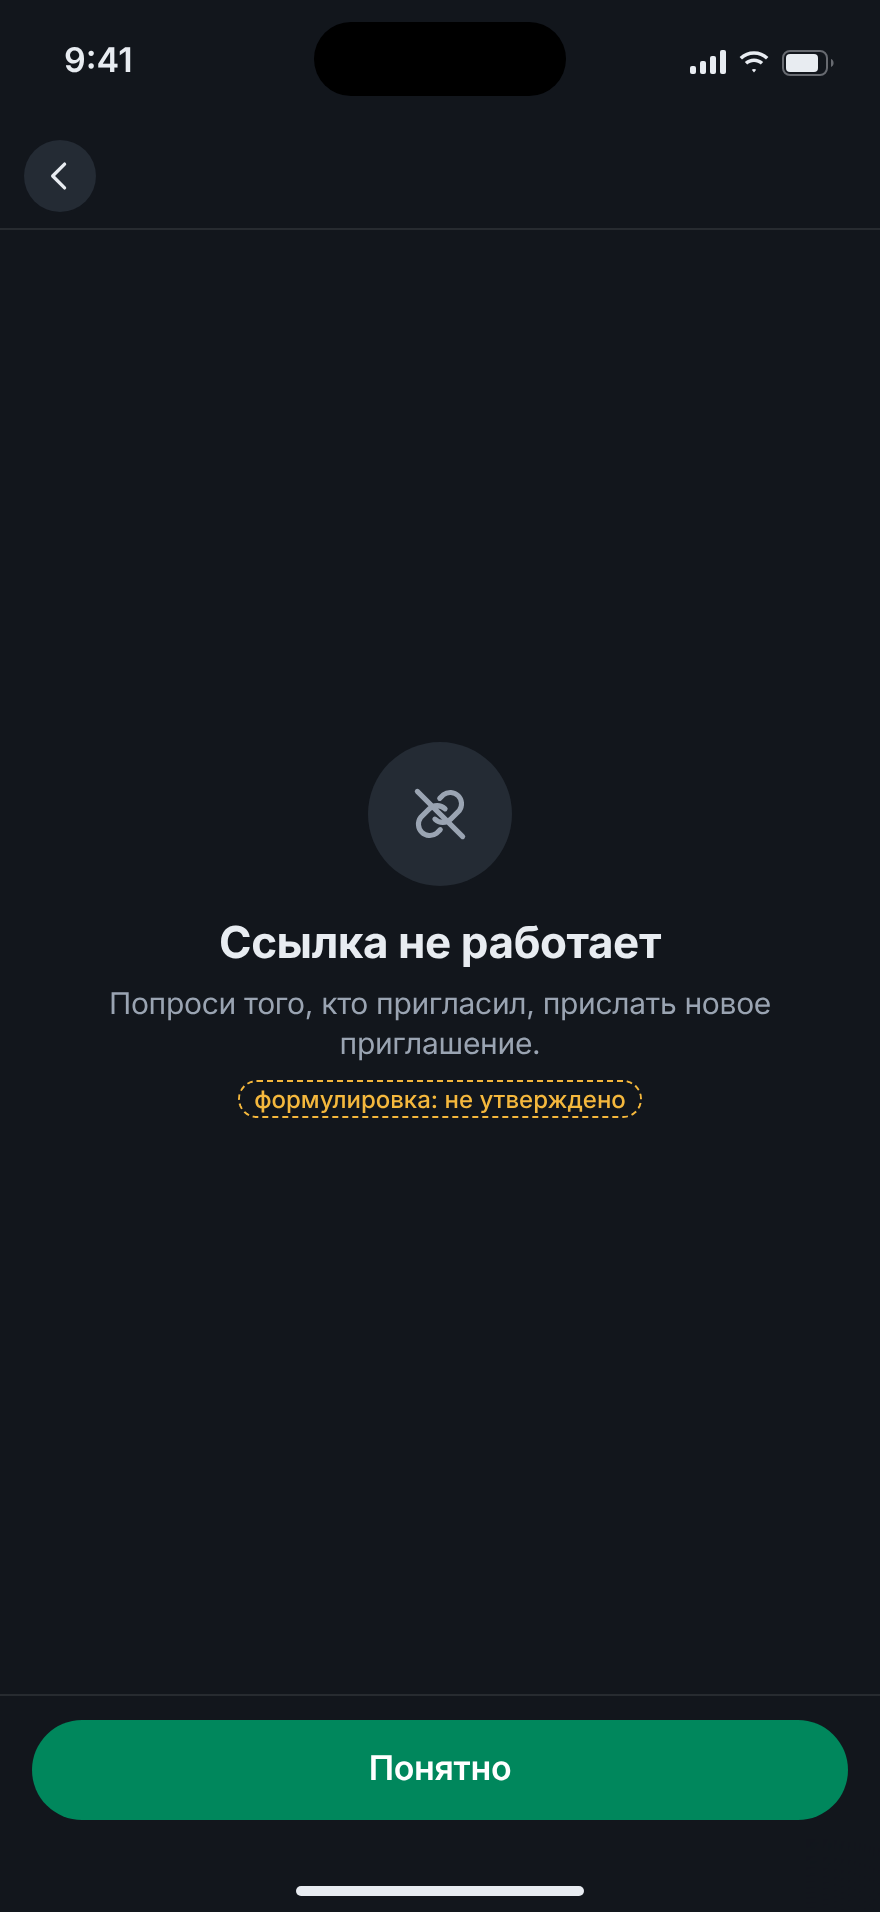 9:41
Ссылка не работает
Попроси того, кто пригласил, прислать новое
приглашение.
формулировка: не утверждено
Понятно